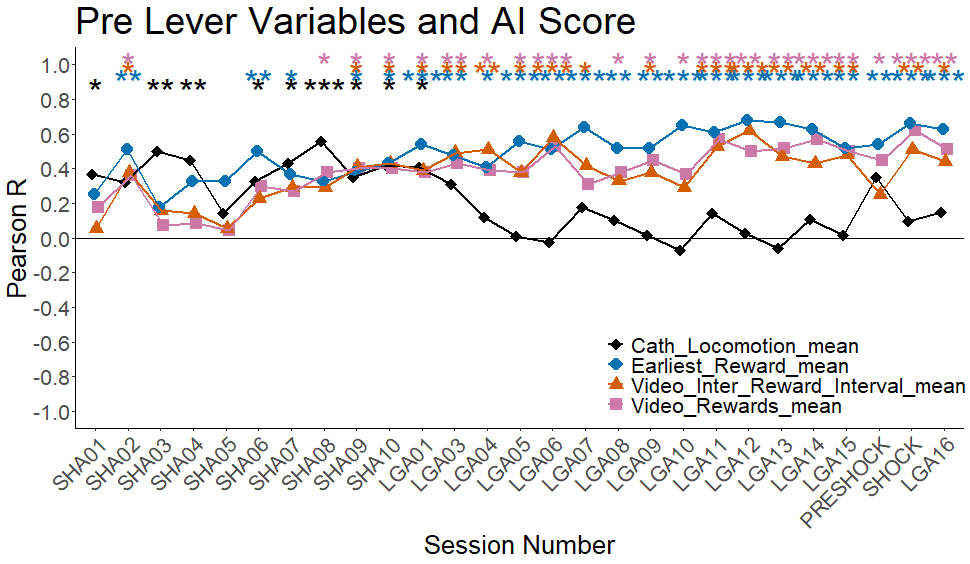 Pre Lever Variables and AI Score
Pearson R
1.0
0.8
0.6
0.4
0.2
0.0
-0.2
-0.4
-0.6
-0.8
-1.0
Cath_Locomotion_mean
Earliest_Reward_mean
Video_Inter_Reward_Interval_mean
Video_Rewards_mean
SHA01
SHA02
SHA03
SHA04
SHA05
SHA06
SHA07
SHA08
SHA09
SHA10
LGA01
LGA03
LGA04
LGA05
LGA06
LGA07
LGA08
LGA09
LGA10
LGA11
LGA12
LGA13
LGA14
LGA15
PRESHOCK
SHOCK
LGA16
Session Number